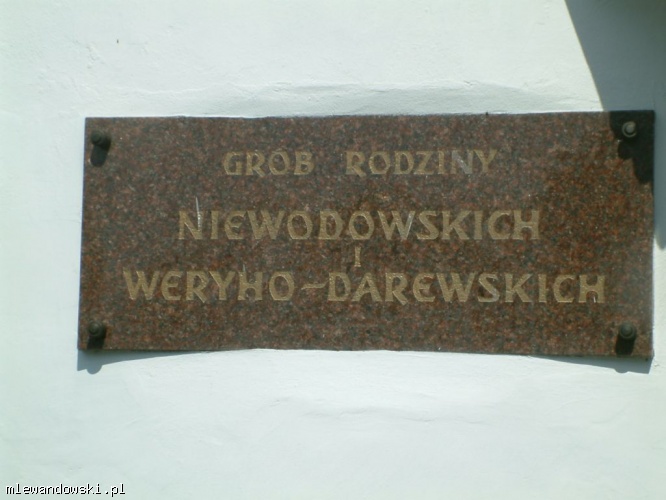 GRÓB RODZINY
NIEWODOWSKICH
I
WERYHO-DAREWSKICH
mlewandowski.pl